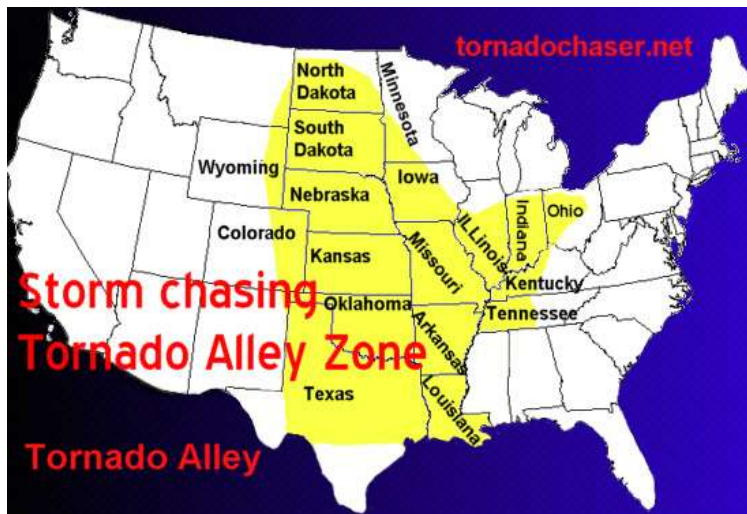 tornadochaser.net
North
Dakota
Minnesota
South
Dakota
Wyoming
Iowa
Nebraska
Ohio
Indiana
ILLinois
Colorado
Missouri
Kansas
Kentucky
Storm chasing
Oklahoma
Tennessee
Arkansas
Tornado Alley Zone
Texas
Louisiana
Tornado Alley